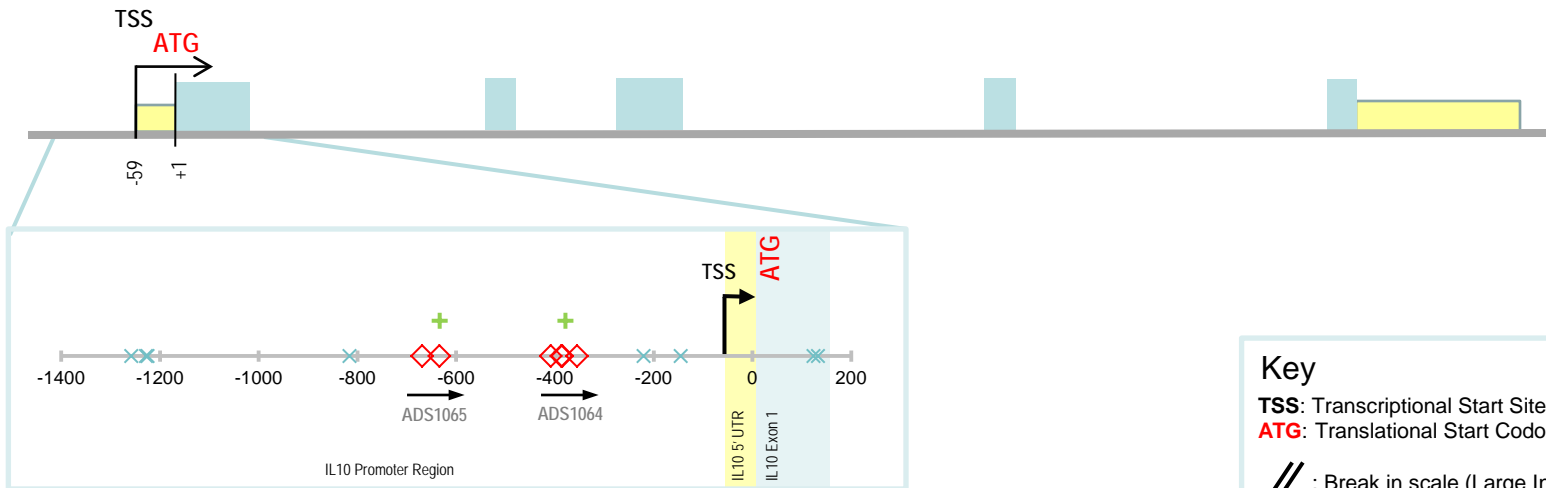 TSS
ATG
-59
+1
TSS
ATG
-1400 -1200 -1000 -800 -600 -400 -200 0 200
ADS1065 ADS1064
IL10 Promoter Region
IL10 5' UTR
IL10 Exon 1
Key
TSS: Transcriptional Start Site
ATG: Translational Start Codo
: Break in scale (Large In